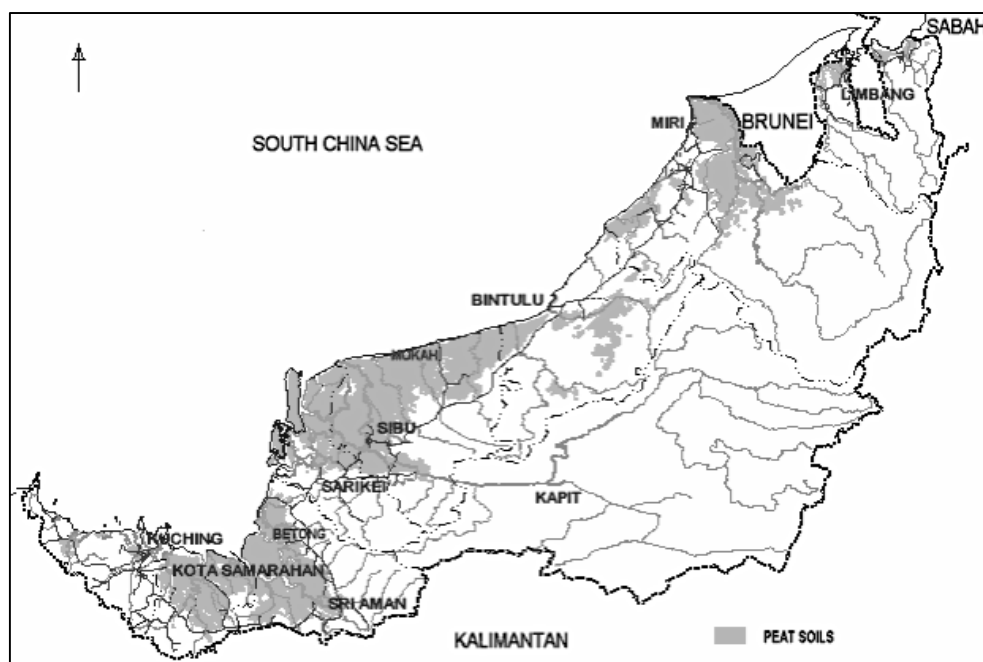 SABAH
LIMBANG
MIRI
BRUNEI
SOUTH CHINA SEA
BINTULU
MOKAH
SIBU
SARIKEI
KAPIT
BETONG
KUCHING
KOTA SAMARAHAN
SRI AMAN
KALIMANTAN
PEAT SOILS